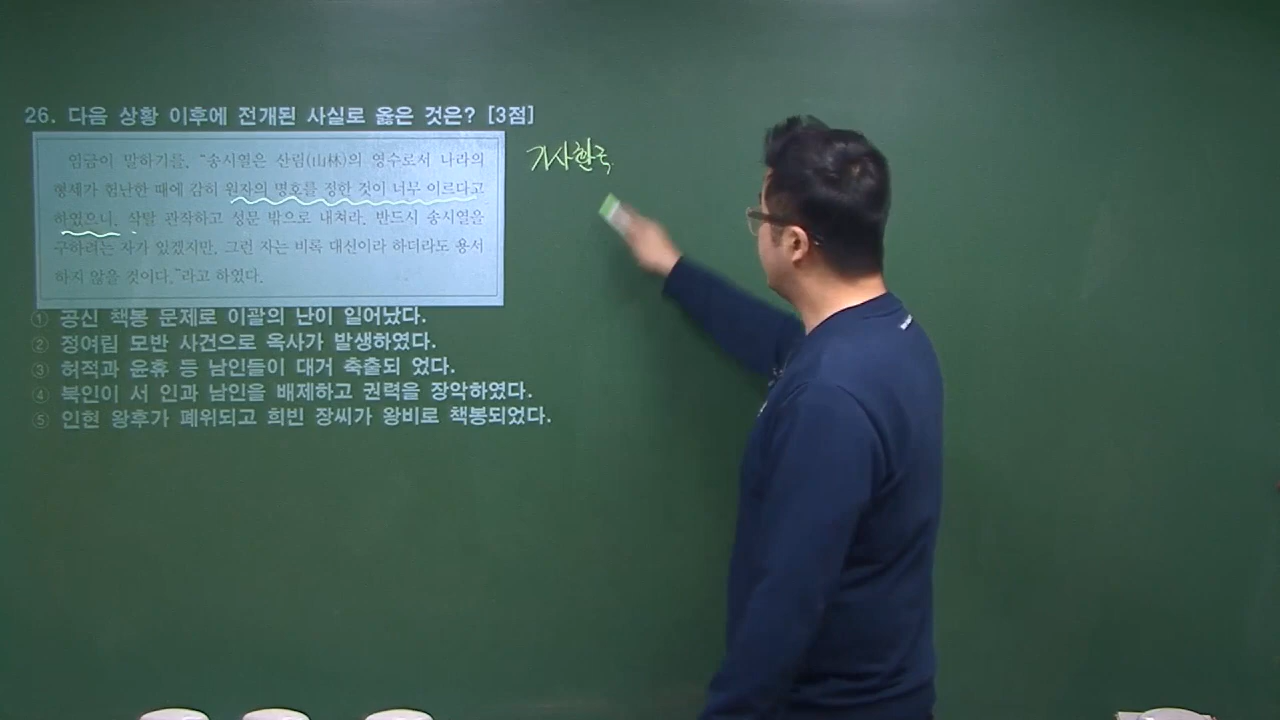 26. 다음 상황 이후에 전개된 사실로 옳은 것은? [3점]
임금이 말하기를, "송시열은 산림(山林)의 영수로서 나라의
형세가 험난한 때에 감히 원자의 명호를 정한 것이 너무 이르다고
하였으니, 삭탈 관작하고 성문 밖으로 내쳐라. 반드시 송시열을
구하려는 자가 있겠지만, 그런 자는 비록 대신이라 하더라도 용서
하지 않을 것이다."라고 하였다.
기사환국
① 공신 책봉 문제로 이괄의 난이 일어났다.
② 정여립 모반 사건으로 옥사가 발생하였다.
③ 허적과 윤휴 등 남인들이 대거 축출되 었다.
④ 북인이 서 인과 남인을 배제하고 권력을 장악하였다.
⑤ 인현 왕후가 폐위되고 희빈 장씨가 왕비로 책봉되었다.